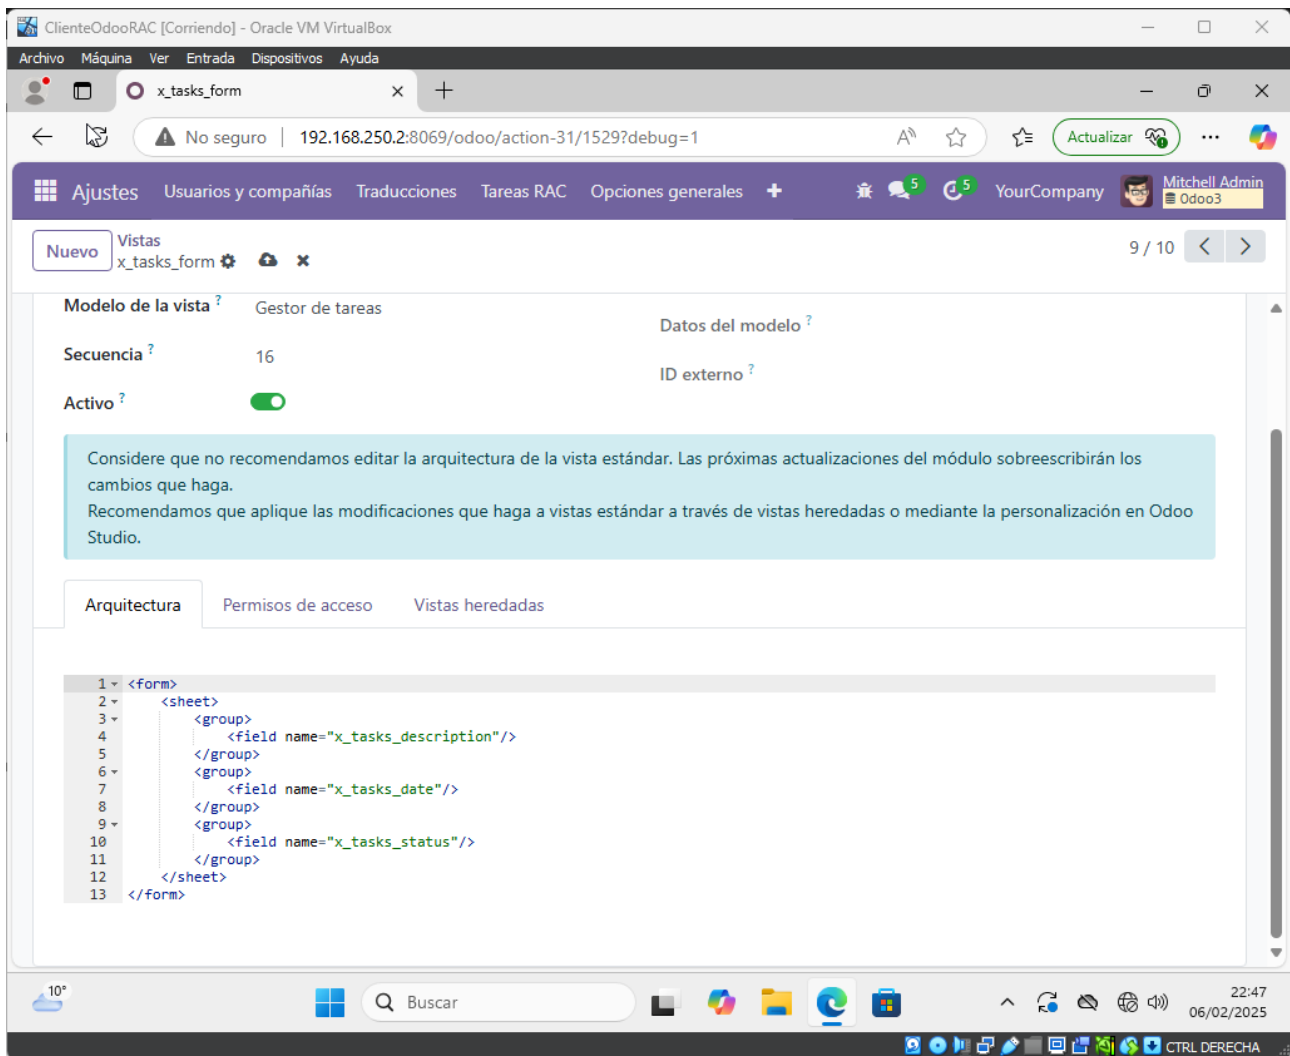 ClienteOdooRAC [Corriendo] - Oracle VM VirtualBox
Archivo Máquina Ver Entrada Dispositivos Ayuda
x_tasks_form
No seguro | 192.168.250.2:8069/odoo/action-31/1529?debug=1 Actualizar
Ajustes Usuarios y compañías Traducciones Tareas RAC Opciones generales + 5 5 YourCompany Mitchell Admin
Odoo3
Nuevo Vistas
x_tasks_form 9 / 10
Modelo de la vista ? Gestor de tareas
Datos del modelo ?
Secuencia ? 16
ID externo ?
Activo ?
Considere que no recomendamos editar la arquitectura de la vista estándar. Las próximas actualizaciones del módulo sobreescribirán los
cambios que haga.
Recomendamos que aplique las modificaciones que haga a vistas estándar a través de vistas heredadas o mediante la personalización en Odoo
Studio.
Arquitectura Permisos de acceso Vistas heredadas
1 <form>
2 <sheet>
3 <group>
4 <field name="x_tasks_description"/>
5 </group>
6 <group>
7 <field name="x_tasks_date"/>
8 </group>
9 <group>
10 <field name="x_tasks_status"/>
11 </group>
12 </sheet>
13 </form>
10°
Buscar
22:47
06/02/2025
CTRL DERECHA